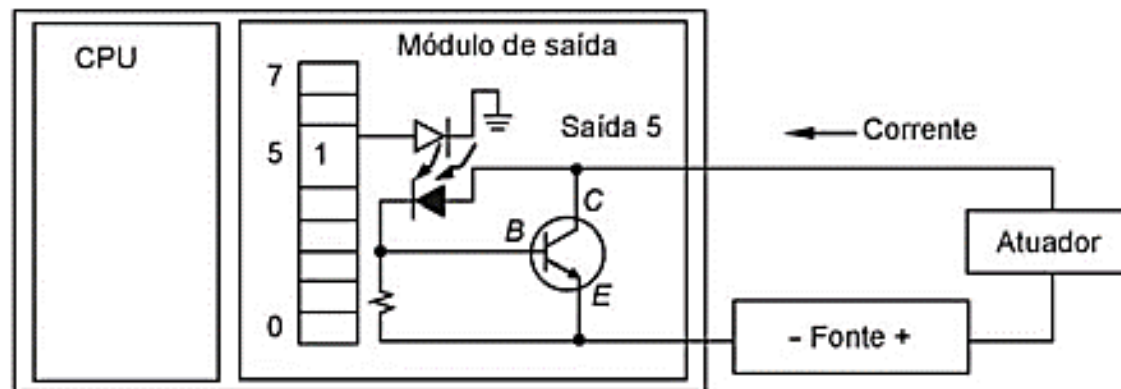 CPU
Módulo de saída
7
5
1
0
Saída 5
Corrente
B
C
E
Atuador
- Fonte +